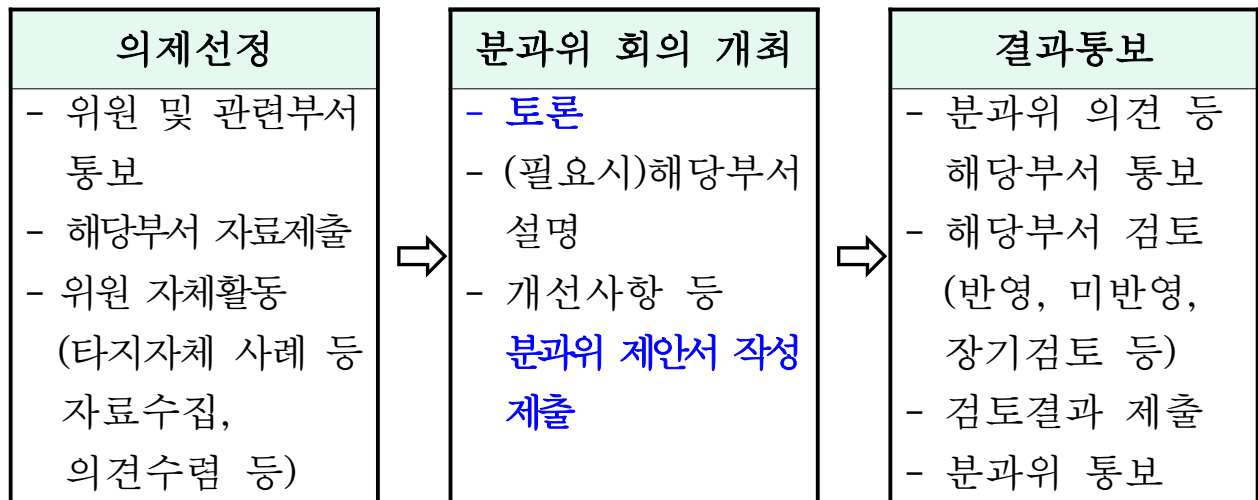 의제선정
- 위원 및 관련부서
통보
- 해당부서 자료제출
- 위원 자체활동
(타지자체 사례 등
자료수집,
의견수렴 등)
분과위 회의 개최
- 토론
- (필요시)해당부서
설명
- 개선사항 등
분과위 제안서 작성
제출
결과통보
- 분과위 의견 등
해당부서 통보
- 해당부서 검토
(반영, 미반영,
장기검토 등)
- 검토결과 제출
- 분과위 통보